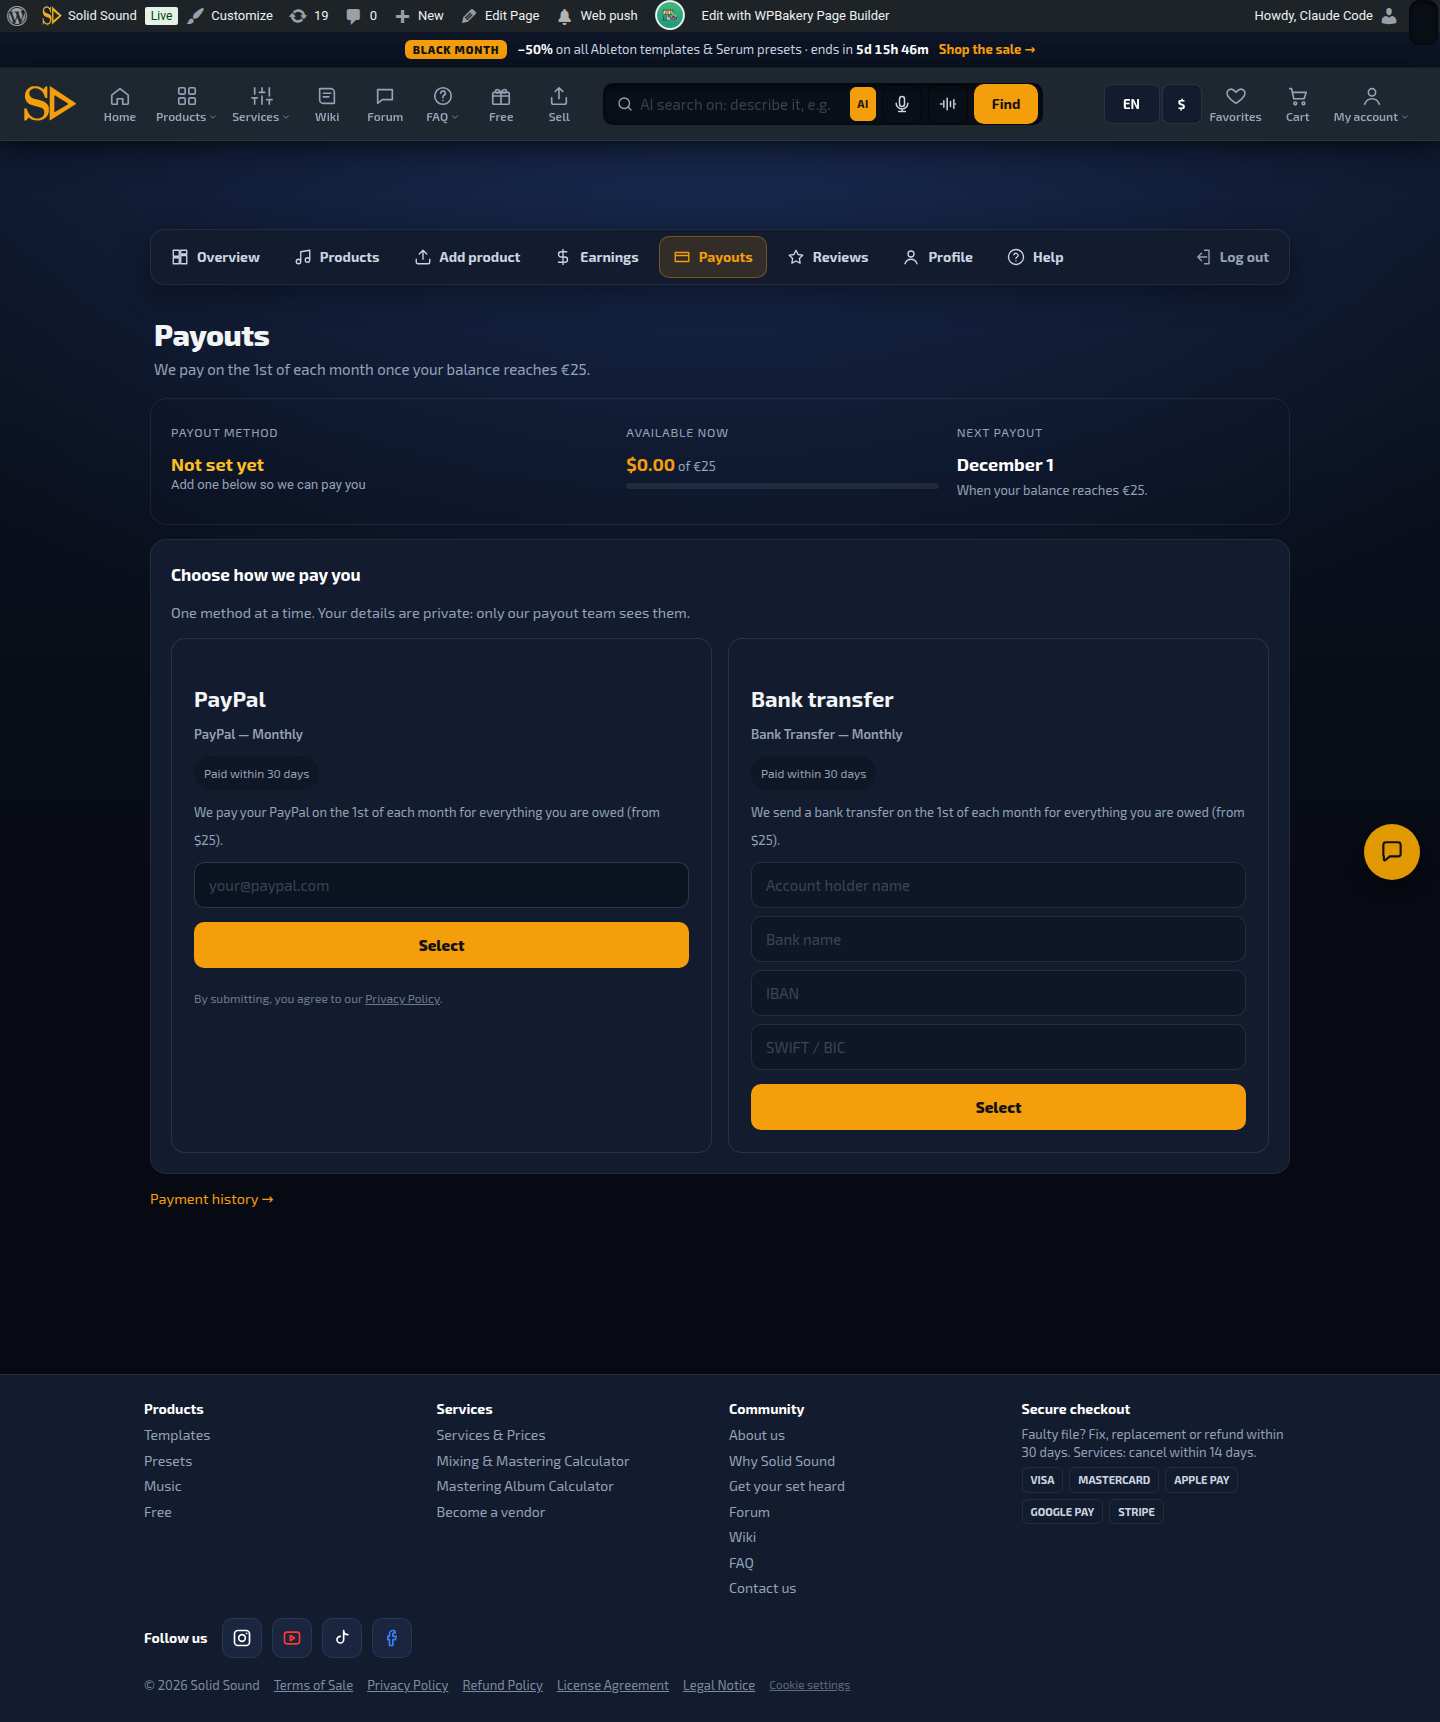 Solid Sound Live Customize 19 0 New Edit Page Web push Edit with WPBakery Page Builder Howdy, Claude Code
BLACK MONTH −50% on all Ableton templates & Serum presets · ends in 5d 15h 46m Shop the sale →
Home Products Services Wiki Forum FAQ Free Sell AI search on: describe it, e.g. AI Find EN $ Favorites Cart My account
Overview Products Add product Earnings Payouts Reviews Profile Help Log out
Payouts
We pay on the 1st of each month once your balance reaches €25.
PAYOUT METHOD
Not set yet
Add one below so we can pay you
AVAILABLE NOW
$0.00 of €25
NEXT PAYOUT
December 1
When your balance reaches €25.
Choose how we pay you
One method at a time. Your details are private: only our payout team sees them.
PayPal
PayPal — Monthly
Paid within 30 days
We pay your PayPal on the 1st of each month for everything you are owed (from
$25).
your@paypal.com
Select
By submitting, you agree to our Privacy Policy.
Bank transfer
Bank Transfer — Monthly
Paid within 30 days
We send a bank transfer on the 1st of each month for everything you are owed (from
$25).
Account holder name
Bank name
IBAN
SWIFT / BIC
Select
Payment history →
Products
Templates
Presets
Music
Free
Services
Services & Prices
Mixing & Mastering Calculator
Mastering Album Calculator
Become a vendor
Community
About us
Why Solid Sound
Get your set heard
Forum
Wiki
FAQ
Contact us
Secure checkout
Faulty file? Fix, replacement or refund within
30 days. Services: cancel within 14 days.
VISA MASTERCARD APPLE PAY
GOOGLE PAY STRIPE
Follow us
© 2026 Solid Sound Terms of Sale Privacy Policy Refund Policy License Agreement Legal Notice Cookie settings